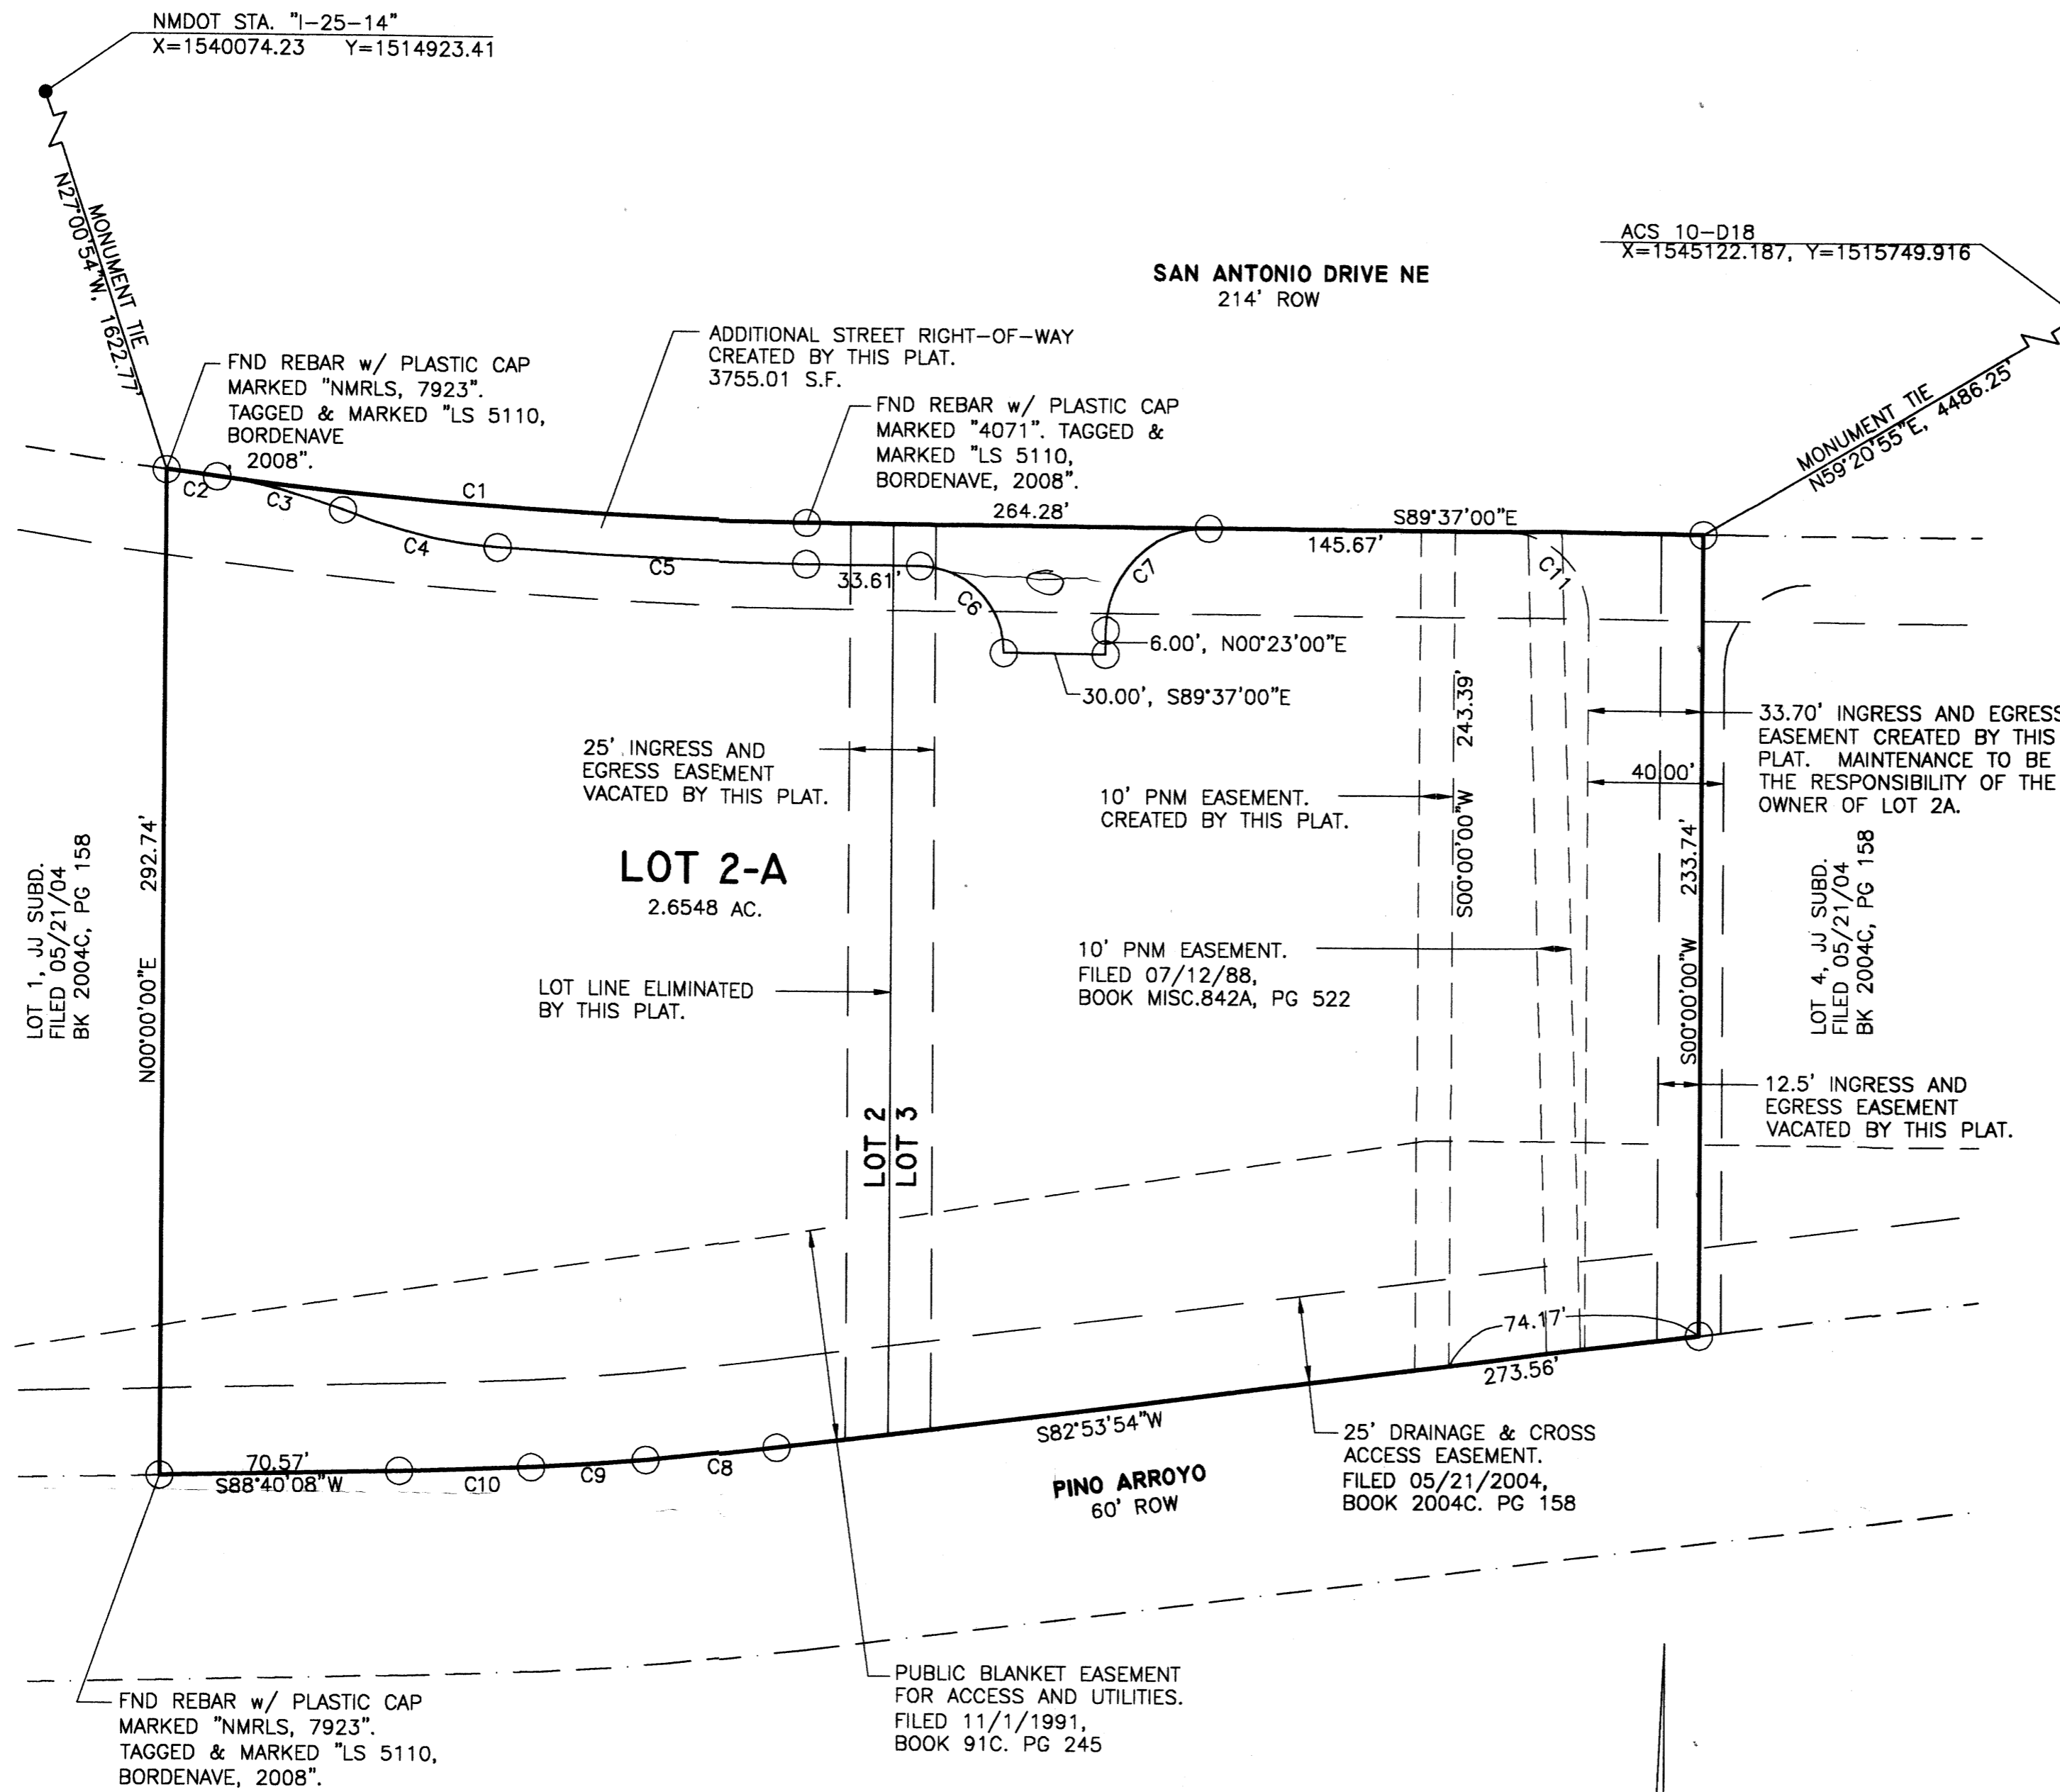 NMDOT STA. "I-25-14"
X=1540074.23 Y=1514923.41
MONUMENT TIE
N27°00'54"W, 1622.77'
ACS 10-D18
X=1545122.187, Y=1515749.916
SAN ANTONIO DRIVE NE
214' ROW
MONUMENT TIE
N59°20'55"E, 4486.25'
FND REBAR w/ PLASTIC CAP
MARKED "NMRLS, 7923".
TAGGED & MARKED "LS 5110,
BORDENAVE
, 2008".
ADDITIONAL STREET RIGHT-OF-WAY
CREATED BY THIS PLAT.
3755.01 S.F.
FND REBAR w/ PLASTIC CAP
MARKED "4071". TAGGED &
MARKED "LS 5110,
BORDENAVE, 2008".
C2
C3
C1
C4
C5
264.28'
S89°37'00"E
145.67'
33.61'
C6
C7
C11
6.00', N00°23'00"E
30.00', S89°37'00"E
25' INGRESS AND
EGRESS EASEMENT
VACATED BY THIS PLAT.
10' PNM EASEMENT.
CREATED BY THIS PLAT.
243.39'
S00°00'00"W
33.70' INGRESS AND EGRESS
EASEMENT CREATED BY THIS
PLAT. MAINTENANCE TO BE
THE RESPONSIBILITY OF THE
OWNER OF LOT 2A.
40.00'
LOT 2-A
2.6548 AC.
LOT 1, JJ SUBD.
FILED 05/21/04
BK 2004C, PG 158
N00°00'00"E 292.74'
LOT LINE ELIMINATED
BY THIS PLAT.
10' PNM EASEMENT.
FILED 07/12/88,
BOOK MISC.842A, PG 522
S00°00'00"W 233.74'
LOT 4, JJ SUBD.
FILED 05/21/04
BK 2004C, PG 158
12.5' INGRESS AND
EGRESS EASEMENT
VACATED BY THIS PLAT.
LOT 2
LOT 3
74.17'
273.56'
S82°53'54"W
70.57'
S88°40'08"W
C10
C9
C8
PINO ARROYO
60' ROW
25' DRAINAGE & CROSS
ACCESS EASEMENT.
FILED 05/21/2004,
BOOK 2004C. PG 158
PUBLIC BLANKET EASEMENT
FOR ACCESS AND UTILITIES.
FILED 11/1/1991,
BOOK 91C. PG 245
FND REBAR w/ PLASTIC CAP
MARKED "NMRLS, 7923".
TAGGED & MARKED "LS 5110,
BORDENAVE, 2008".